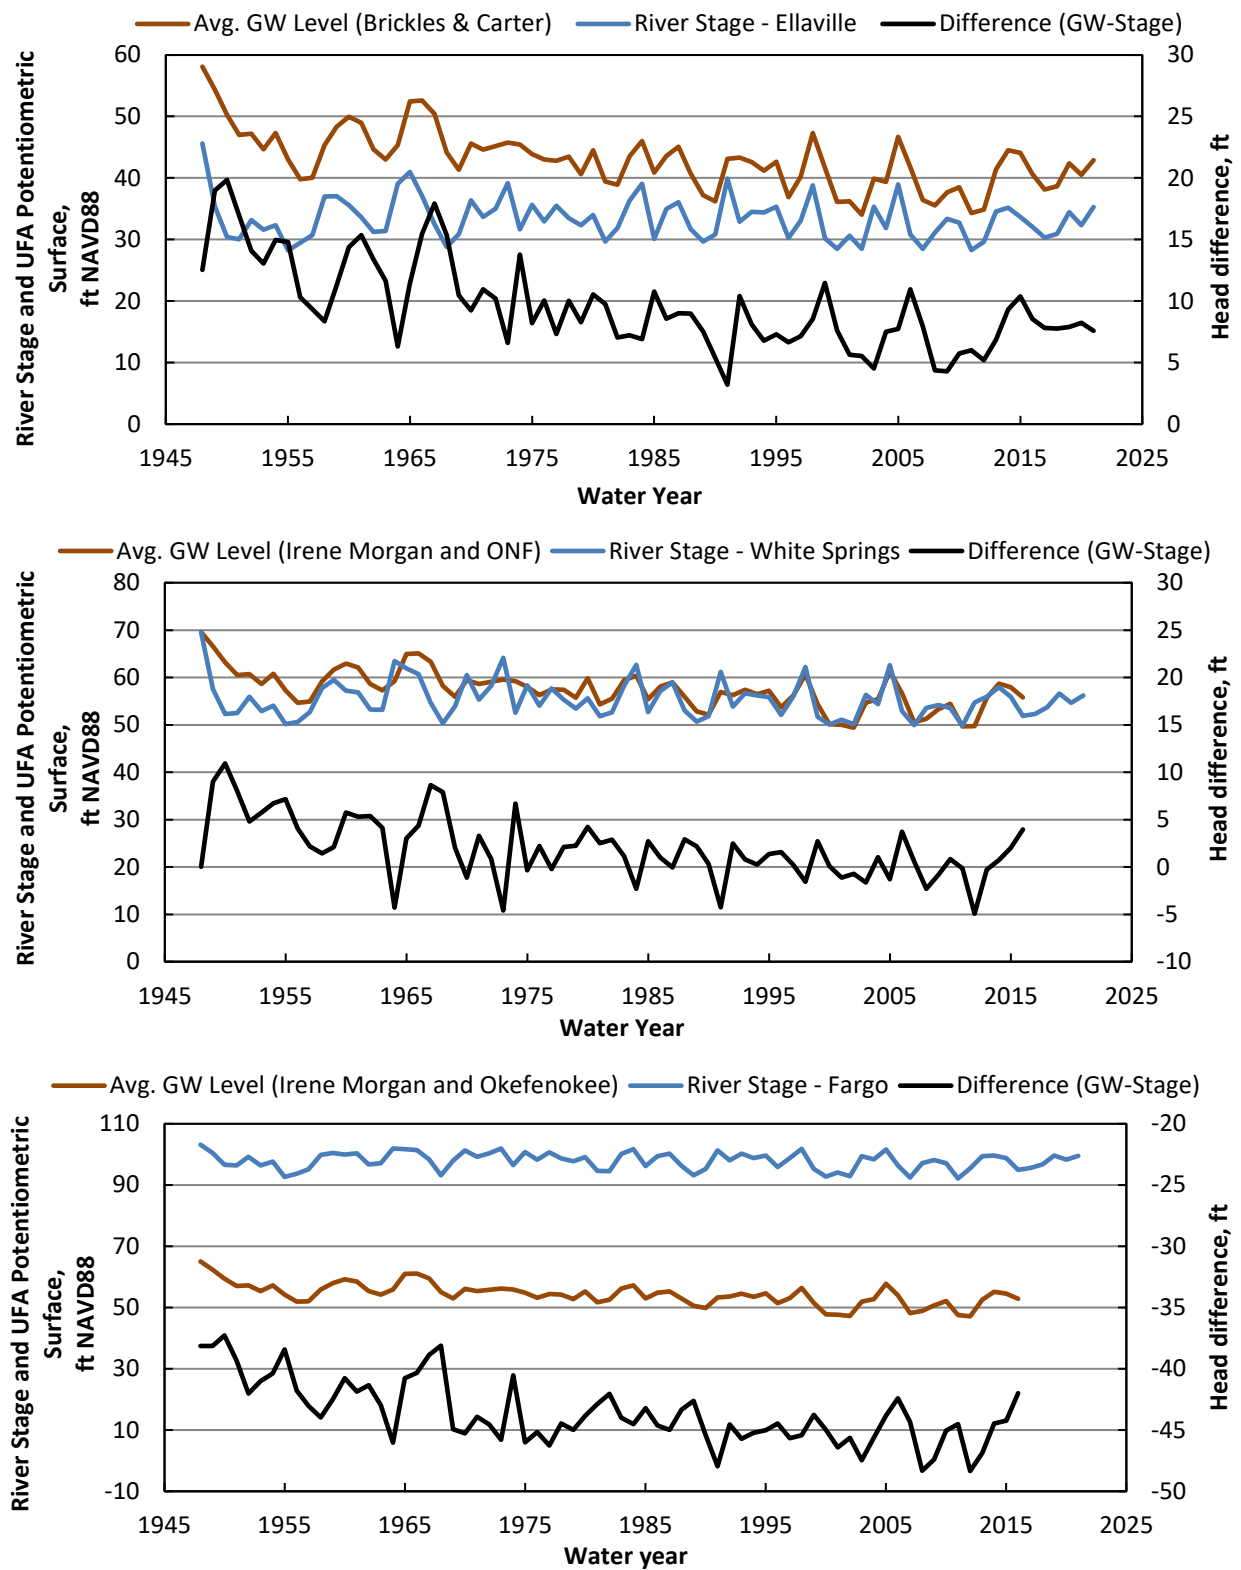 Avg. GW Level (Brickles & Carter) River Stage - Ellaville Difference (GW-Stage)
River Stage and UFA Potentiometric
Surface,
ft NAVD88
60
50
40
30
20
10
0
30
25
20
15
10
5
0
Head difference, ft
1945 1955 1965 1975 1985 1995 2005 2015 2025
Water Year
Avg. GW Level (Irene Morgan and ONF) River Stage - White Springs Difference (GW-Stage)
River Stage and UFA Potentiometric
Surface,
ft NAVD88
80
70
60
50
40
30
20
10
0
30
25
20
15
10
5
0
-5
-10
Head difference, ft
1945 1955 1965 1975 1985 1995 2005 2015 2025
Water Year
Avg. GW Level (Irene Morgan and Okefenokee) River Stage - Fargo Difference (GW-Stage)
River Stage and UFA Potentiometric
Surface,
ft NAVD88
110
90
70
50
30
10
-10
-20
-25
-30
-35
-40
-45
-50
Head difference, ft
1945 1955 1965 1975 1985 1995 2005 2015 2025
Water year